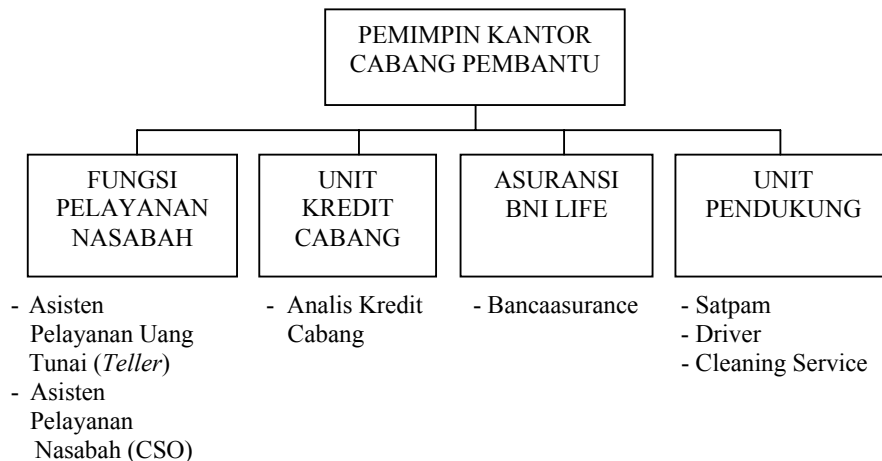 PEMIMPIN KANTOR
CABANG PEMBANTU
FUNGSI
PELAYANAN
NASABAH
UNIT
KREDIT
CABANG
ASURANSI
BNI LIFE
UNIT
PENDUKUNG
- Asisten
Pelayanan Uang
Tunai (Teller)
- Asisten
Pelayanan
Nasabah (CSO)
- Analis Kredit
Cabang
- Bancaasurance
- Satpam
- Driver
- Cleaning Service